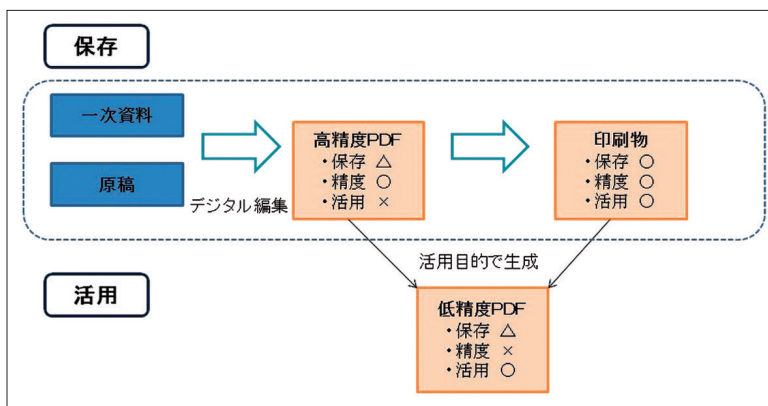 保存
一次資料
原稿
デジタル編集
高精度PDF
・保存 △
・精度 ○
・活用 ×
印刷物
・保存 ○
・精度 ○
・活用 ○
活用目的で生成
活用
低精度PDF
・保存 △
・精度 ×
・活用 ○